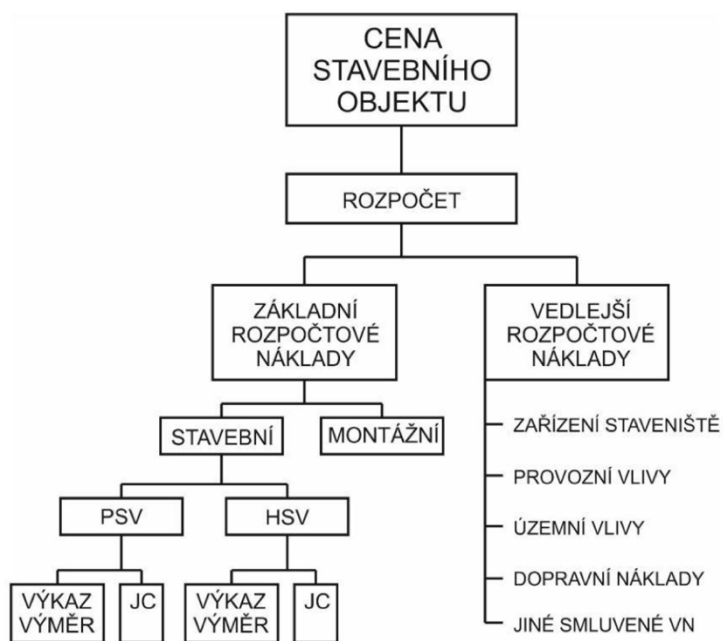 CENA
STAVEBNÍHO
OBJEKTU
ROZPOČET
ZÁKLADNÍ
ROZPOČTOVÉ
NÁKLADY
VEDLEJŠÍ
ROZPOČTOVÉ
NÁKLADY
STAVEBNÍ
MONTÁŽNÍ
PSV
HSV
VÝKAZ
VÝMĚR
JC
VÝKAZ
VÝMĚR
JC
ZAŘÍZENÍ STAVENIŠTĚ
PROVOZNÍ VLIVY
ÚZEMNÍ VLIVY
DOPRAVNÍ NÁKLADY
JINÉ SMLUVENÉ VN